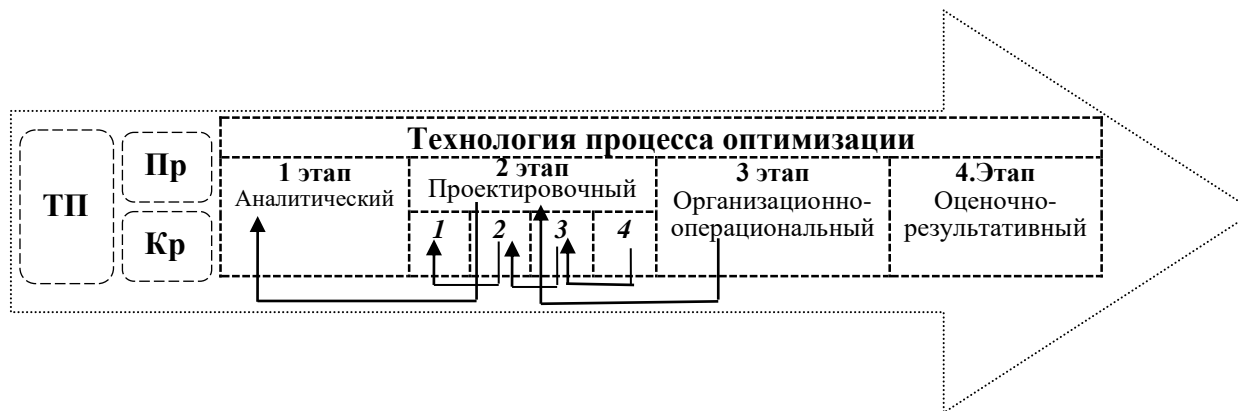 ТП
Пр
Кр
Технология процесса оптимизации
1 этап
Аналитический
2 этап
Проектировочный
1 2 3 4
3 этап
Организационно-
операциональный
4.Этап
Оценочно-
результативный